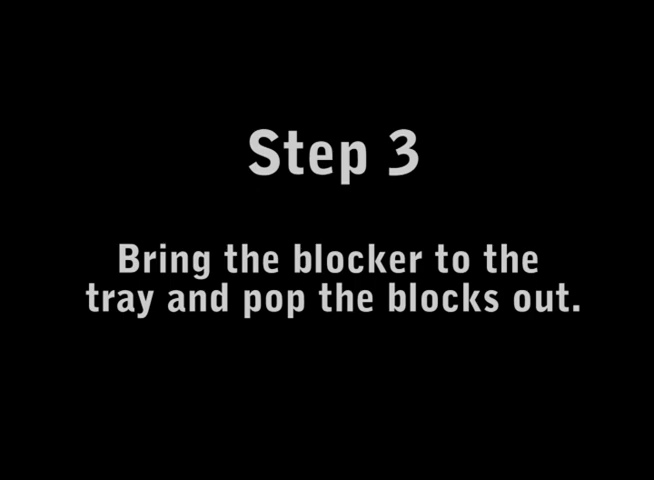 Step 3
Bring the blocker to the
tray and pop the blocks out.